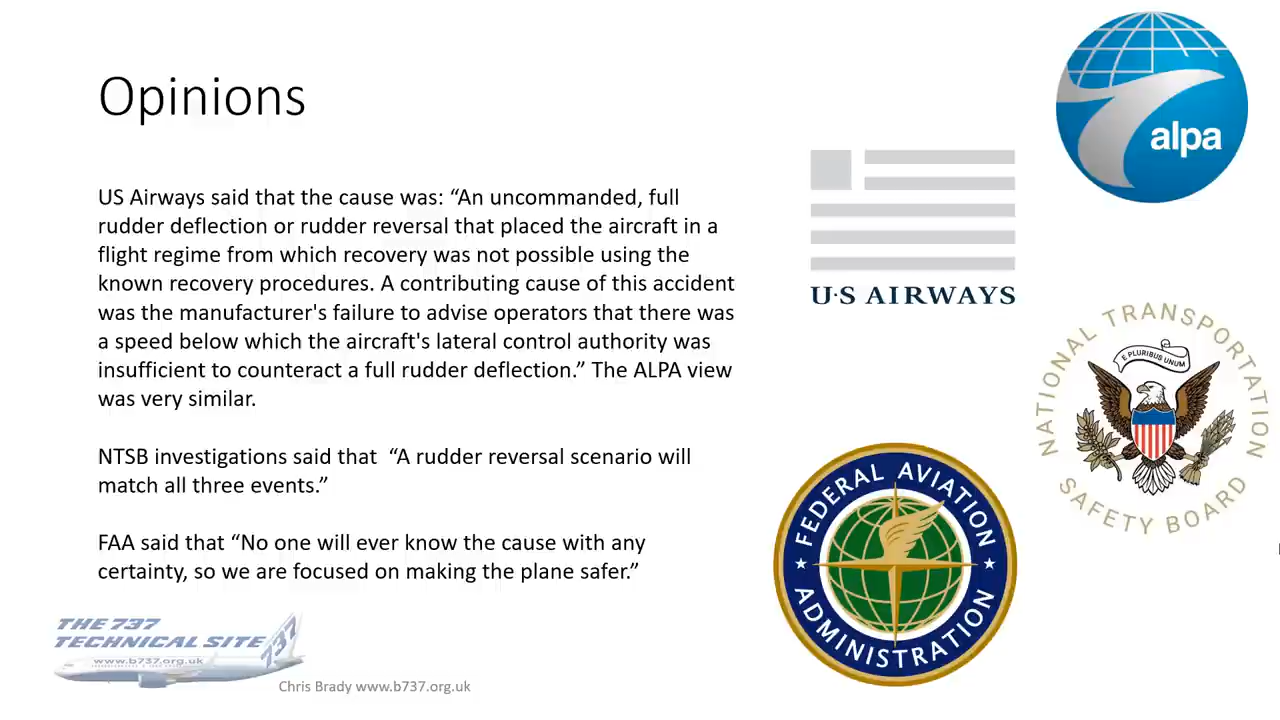 Opinions
alpa
US Airways said that the cause was: “An uncommanded, full
rudder deflection or rudder reversal that placed the aircraft in a
flight regime from which recovery was not possible using the
known recovery procedures. A contributing cause of this accident
was the manufacturer's failure to advise operators that there was
a speed below which the aircraft's lateral control authority was
insufficient to counteract a full rudder deflection.” The ALPA view
was very similar.
U·S AIRWAYS
NTSB investigations said that  “A rudder reversal scenario will
match all three events.”
FAA said that “No one will ever know the cause with any
certainty, so we are focused on making the plane safer.”
NATIONAL TRANSPORTATION
SAFETY BOARD
E PLURIBUS UNUM
FEDERAL AVIATION
ADMINISTRATION
THE 737
TECHNICAL SITE
737
www.b737.org.uk
Chris Brady www.b737.org.uk